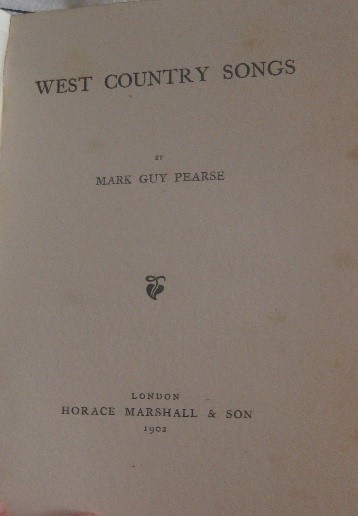 WEST COUNTRY SONGS
BY
MARK GUY PEARSE
LONDON
HORACE MARSHALL & SON
1902